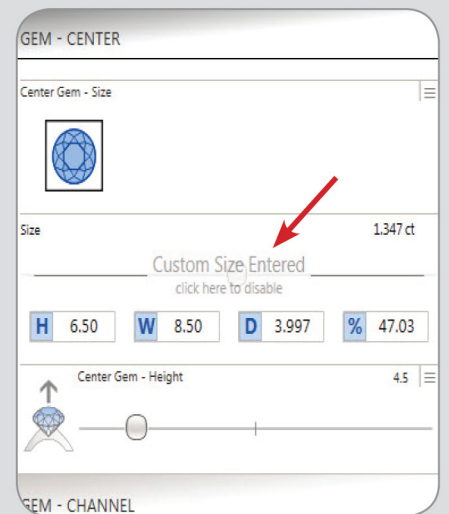 GEM - CENTER
Center Gem - Size
Size 1.347 ct
Custom Size Entered
click here to disable
H 6.50 W 8.50 D 3.997 % 47.03
Center Gem - Height 4.5
GEM - CHANNEL